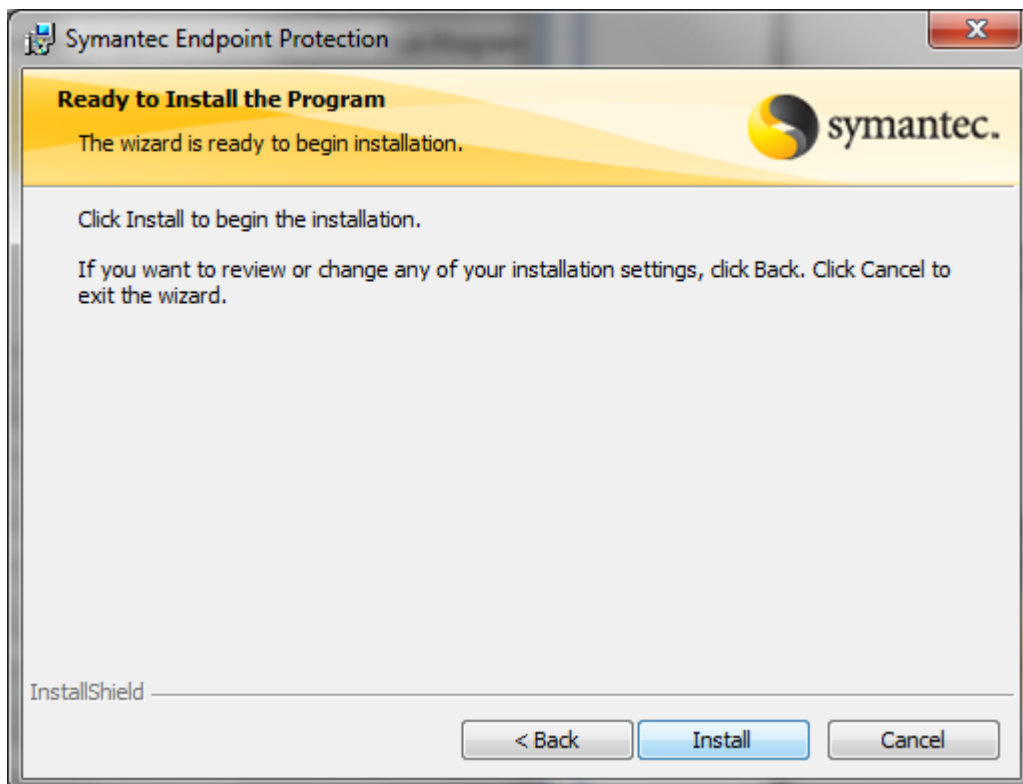 Symantec Endpoint Protection
Ready to Install the Program
The wizard is ready to begin installation.
symantec.
Click Install to begin the installation.
If you want to review or change any of your installation settings, click Back. Click Cancel to
exit the wizard.
InstallShield
< Back
Install
Cancel